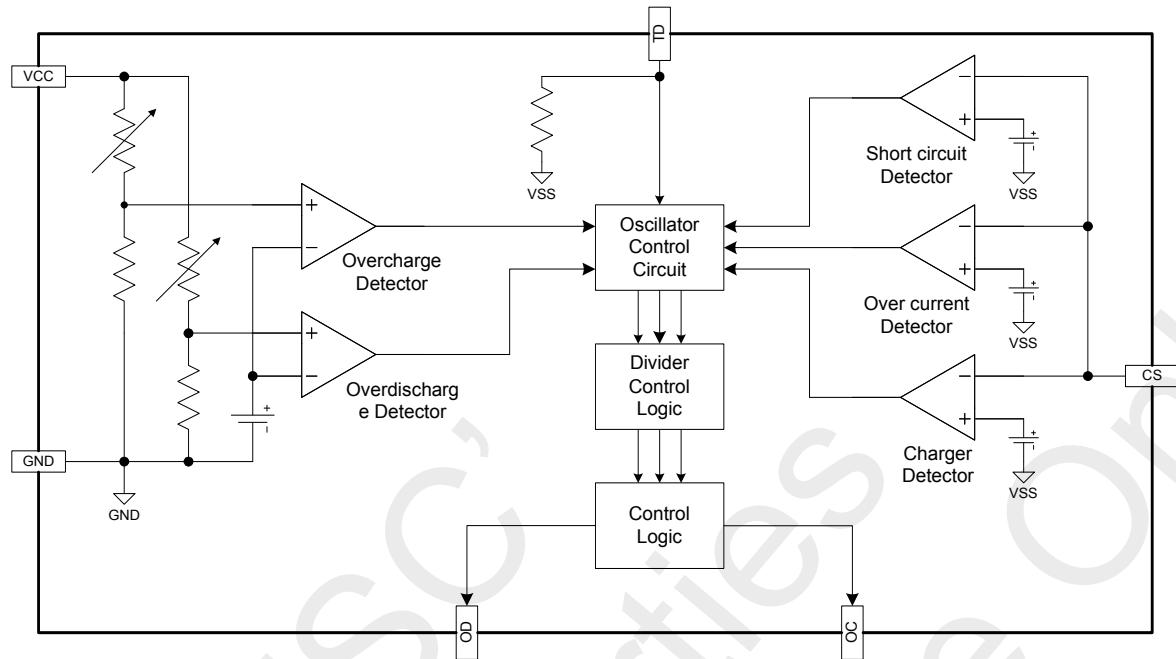 TD
VCC
−
+
+
−
Short circuit
Detector
VSS
VSS
+
−
Overcharge
Detector
Oscillator
Control
Circuit
−
+
+
−
Over current
Detector
VSS
+
−
Overdischarg
e Detector
+
−
Divider
Control
Logic
−
+
+
−
Charger
Detector
VSS
CS
GND
GND
Control
Logic
OD
OC
SC’